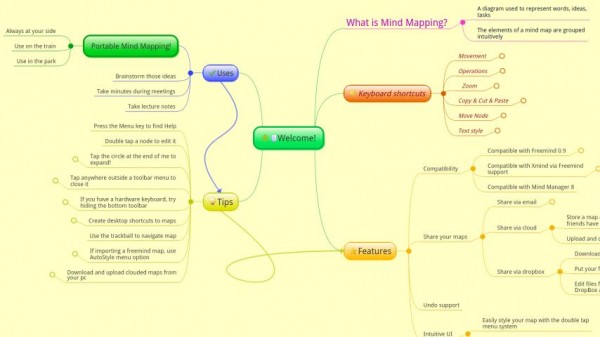 Always at your side
Use on the train
Use in the park
Portable Mind Mapping!
Brainstorm those ideas
Take minutes during meetings
Take lecture notes
Uses
Press the Menu key to find Help
Double tap a node to edit it
Tap the circle at the end of me to
expand!
Tap anywhere outside a toolbar menu to
close it
If you have a hardware keyboard, try
hiding the bottom toolbar
Create desktop shortcuts to maps
Use the trackball to navigate map
If importing a freemind map, use
AutoStyle menu option
Download and upload clouded maps from
your pc
Tips
Welcome!
What is Mind Mapping?
A diagram used to represent words, ideas,
tasks
The elements of a mind map are grouped
intuitively
Keyboard shortcuts
Movement
Operations
Zoom
Copy & Cut & Paste
Move Node
Text style
Features
Compatibility
Compatible with Freemind 0.9
Compatible with Xmind via Freemind
support
Compatible with Mind Manager 8
Share your maps
Share via email
Share via cloud
Store a map
friends have
Upload and
Share via dropbox
Download
Put your
Edit files
DropBox
Undo support
Intuitive UI
Easily style your map with the double tap
menu system